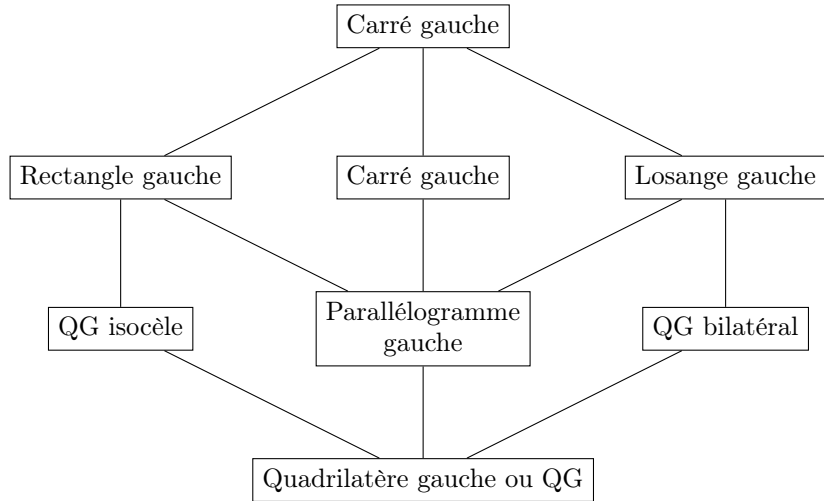 Carré gauche
Rectangle gauche
Carré gauche
Losange gauche
QG isocèle
Parallélogramme
gauche
QG bilatéral
Quadrilatère gauche ou QG